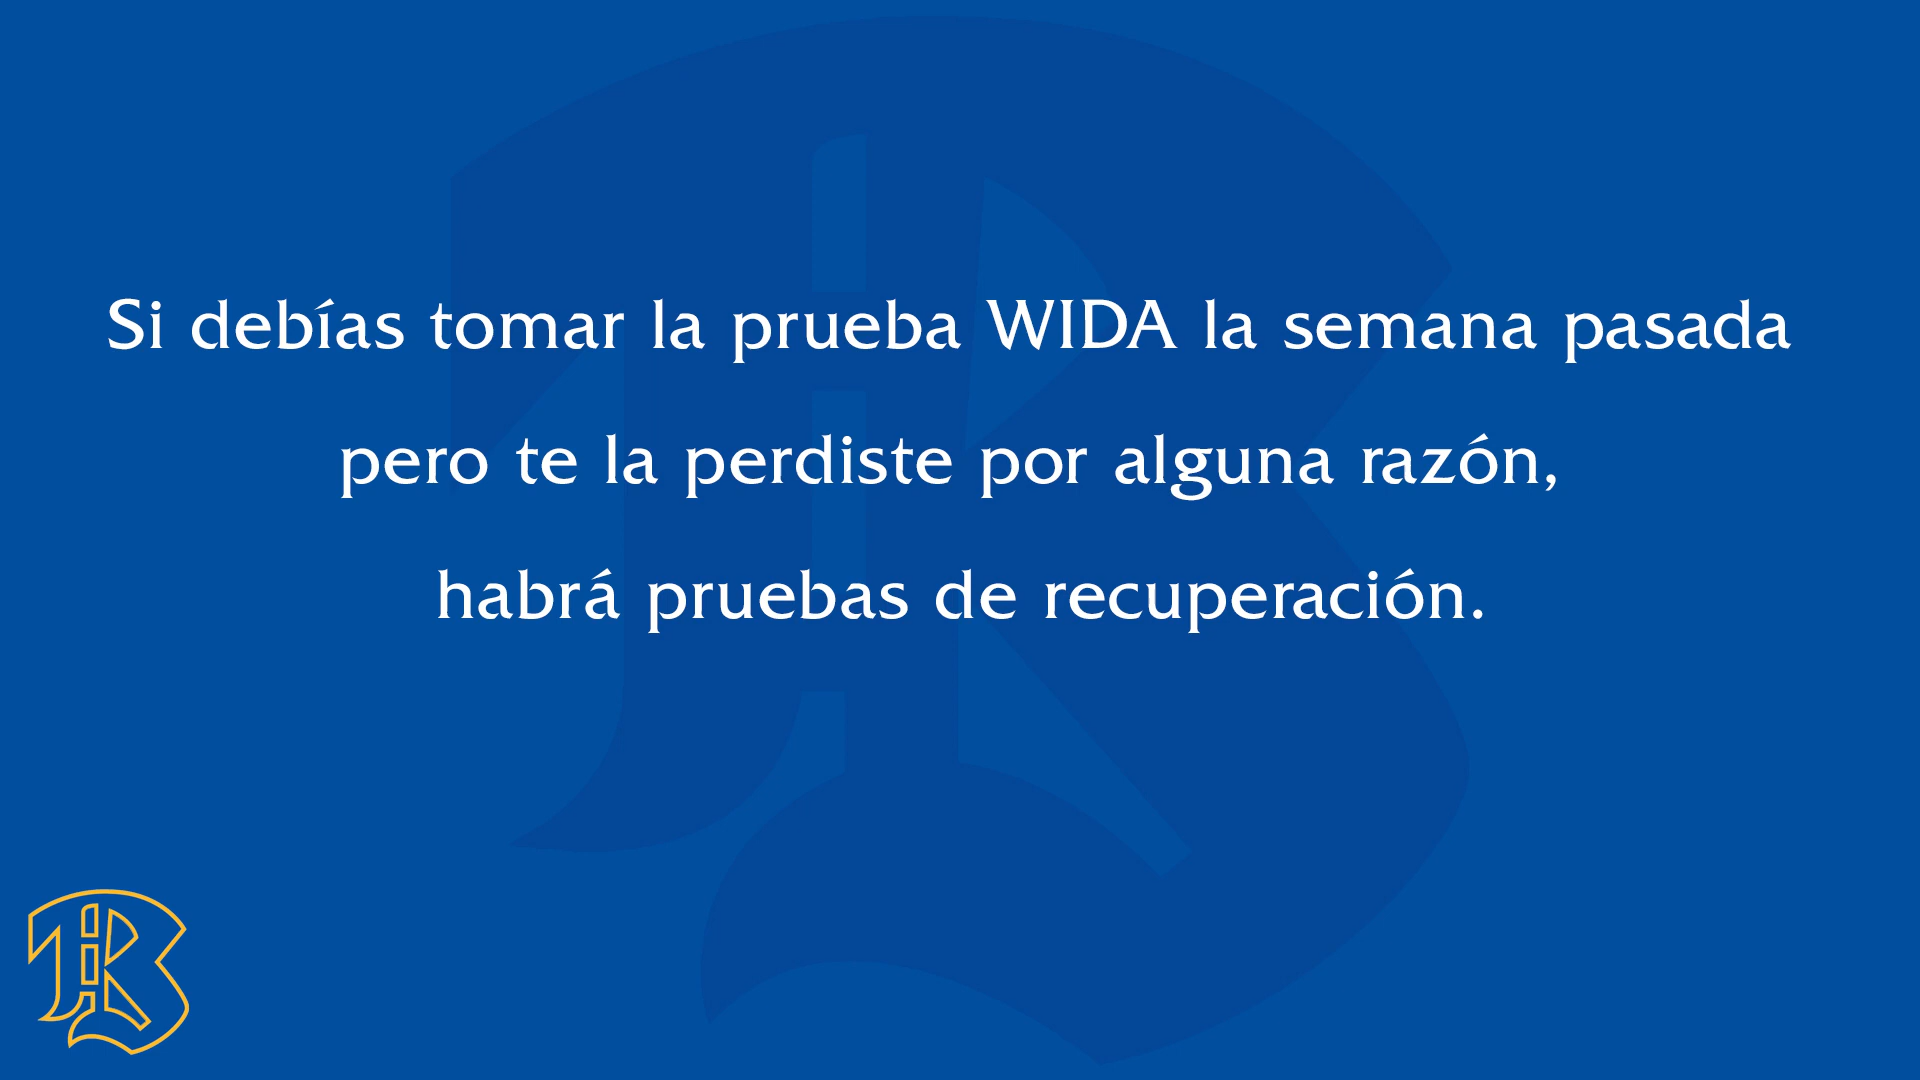 Si debías tomar la prueba WIDA la semana pasada
pero te la perdiste por alguna razón,
habrá pruebas de recuperación.